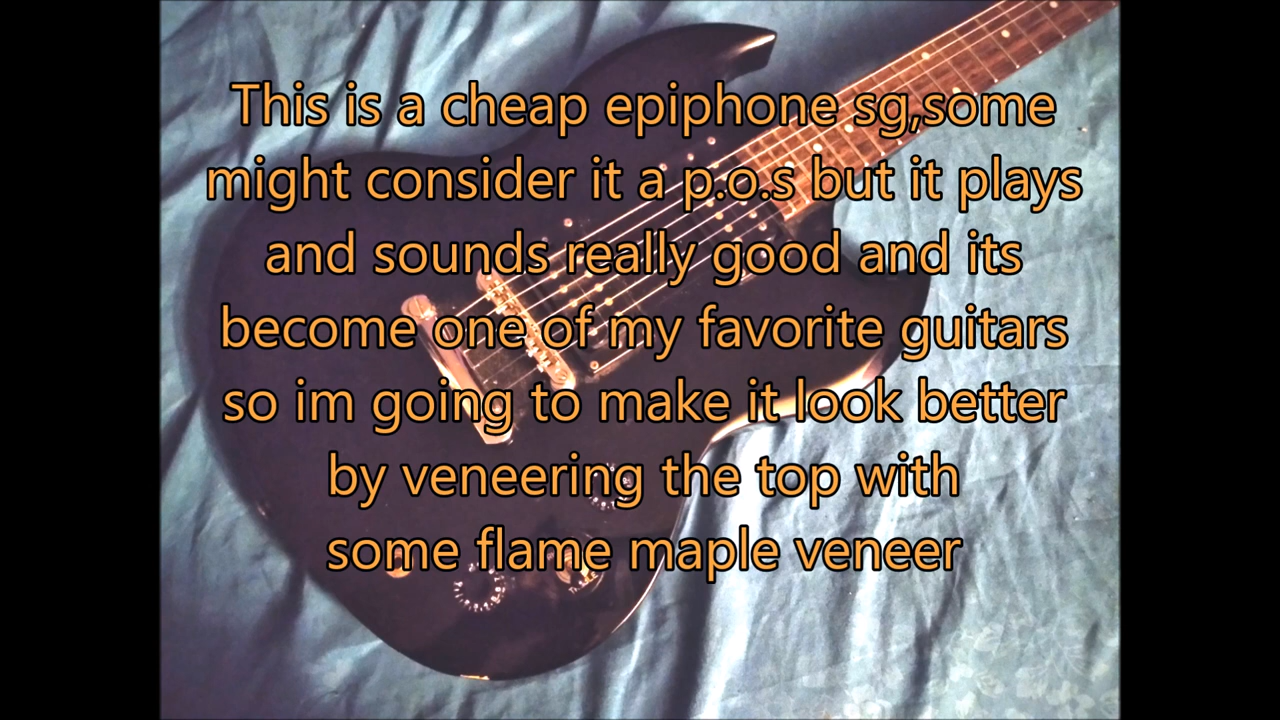 This is a cheap epiphone sg,some
might consider it a p.o.s but it plays
and sounds really good and its
become one of my favorite guitars
so im going to make it look better
by veneering the top with
some flame maple veneer